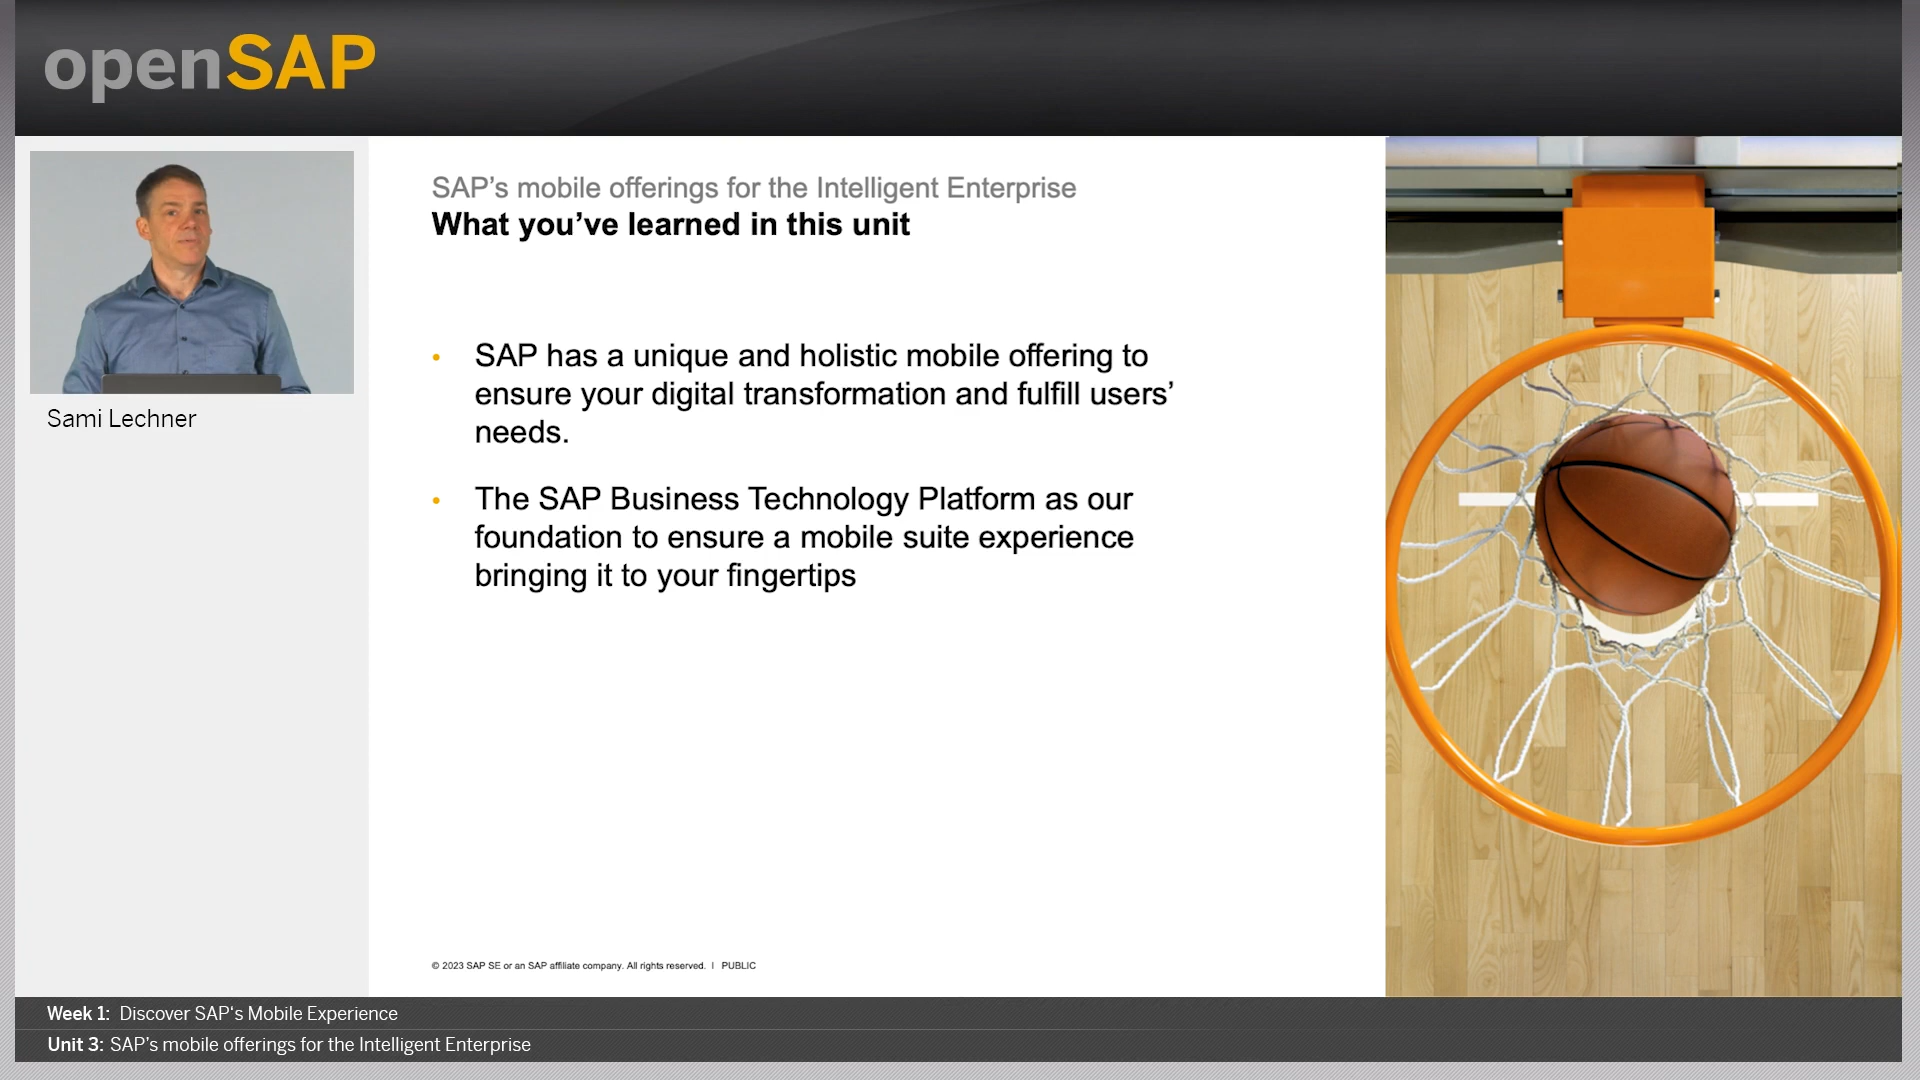 openSAP
Sami Lechner
SAP’s mobile offerings for the Intelligent Enterprise
What you’ve learned in this unit
• SAP has a unique and holistic mobile offering to
ensure your digital transformation and fulfill users’
needs.
• The SAP Business Technology Platform as our
foundation to ensure a mobile suite experience
bringing it to your fingertips
© 2023 SAP SE or an SAP affiliate company. All rights reserved. | PUBLIC
Week 1: Discover SAP‘s Mobile Experience
Unit 3: SAP’s mobile offerings for the Intelligent Enterprise